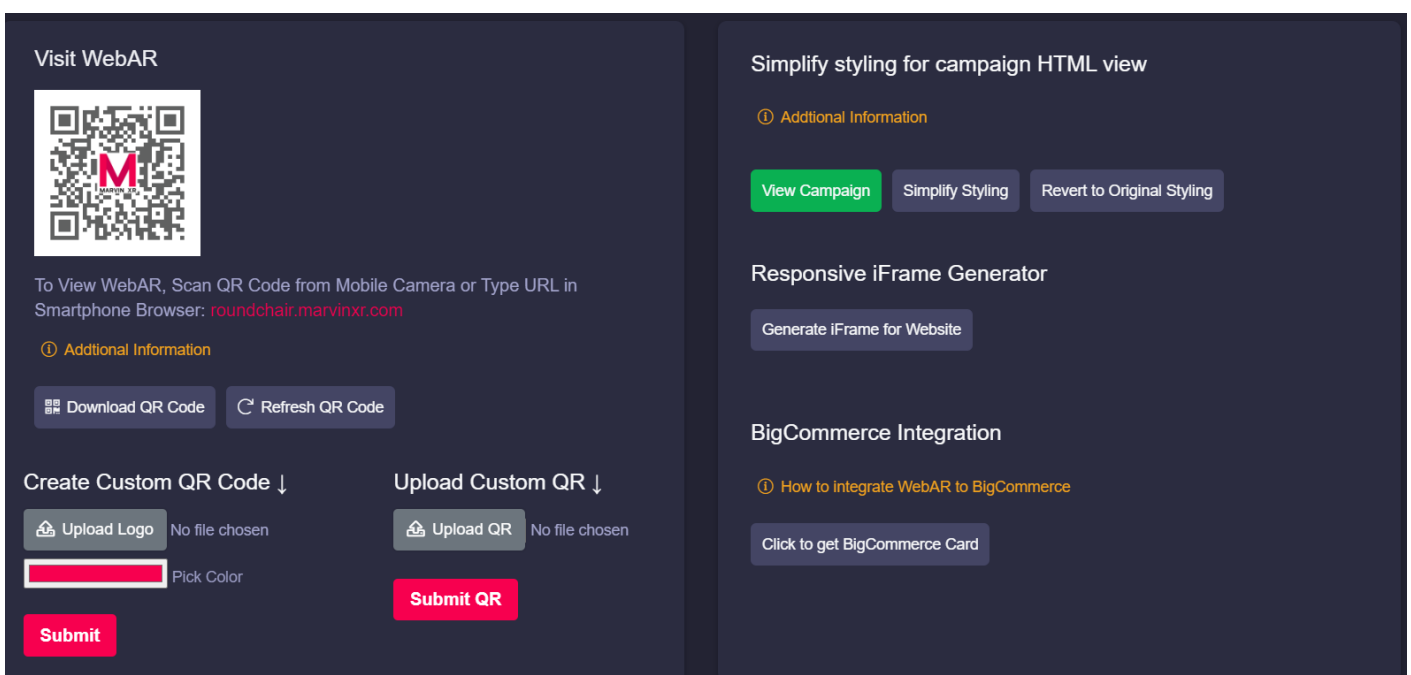 Visit WebAR
M
MARVIN XR
To View WebAR, Scan QR Code from Mobile Camera or Type URL in
Smartphone Browser: roundchair.marvinxr.com
Addtional Information
Download QR Code Refresh QR Code
Create Custom QR Code ↓ Upload Custom QR ↓
Upload Logo No file chosen Upload QR No file chosen
Pick Color
Submit QR
Submit
Simplify styling for campaign HTML view
Addtional Information
View Campaign Simplify Styling Revert to Original Styling
Responsive iFrame Generator
Generate iFrame for Website
BigCommerce Integration
How to integrate WebAR to BigCommerce
Click to get BigCommerce Card